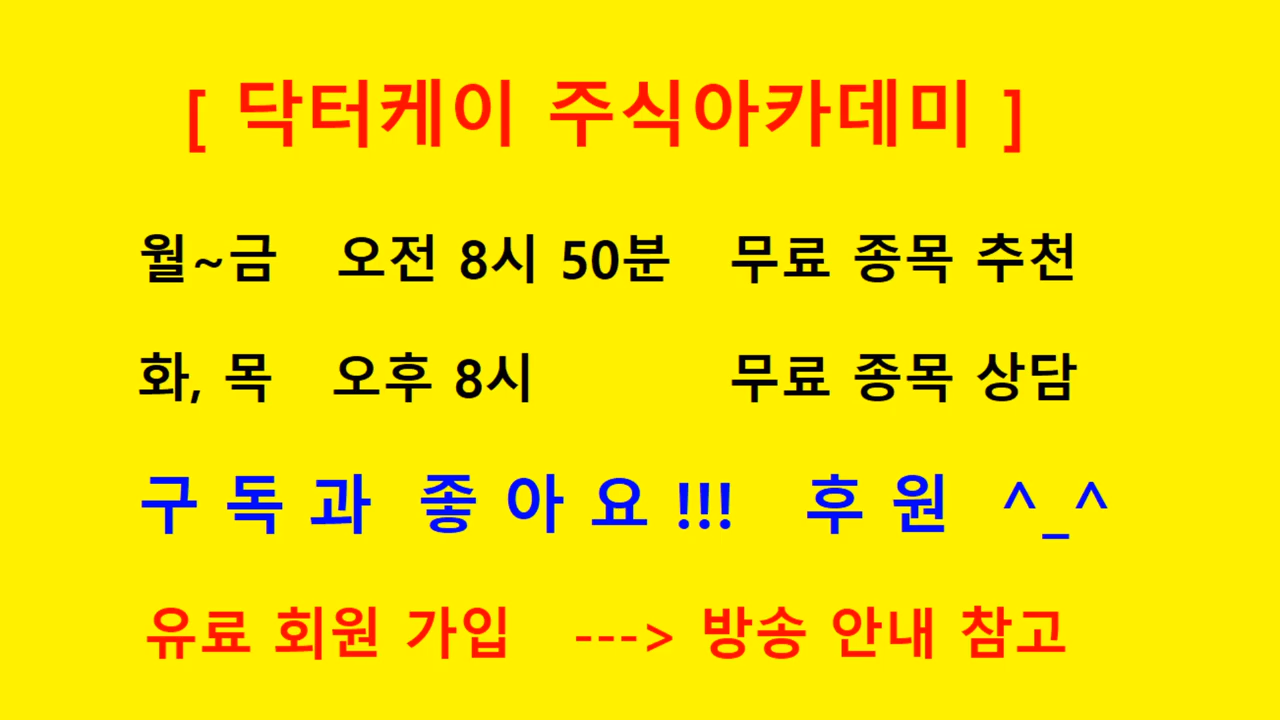 [ 닥터케이 주식아카데미 ]
월~금 오전 8시 50분 무료 종목 추천
화, 목 오후 8시 무료 종목 상담
구 독 과 좋 아 요 !!! 후 원 ^_^
유료 회원 가입 ---> 방송 안내 참고